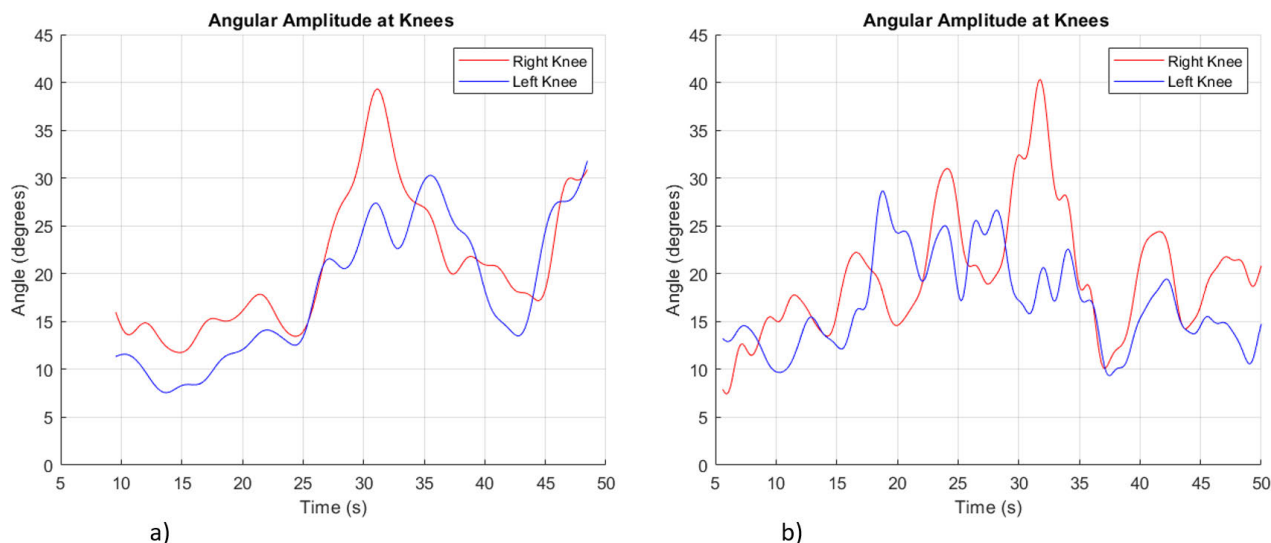 Angular Amplitude at Knees
45
40
35
30
25
20
15
10
5
0
Angle (degrees)
5 10 15 20 25 30 35 40 45 50
Time (s)
Right Knee
Left Knee
a)
Angular Amplitude at Knees
45
40
35
30
25
20
15
10
5
0
Angle (degrees)
5 10 15 20 25 30 35 40 45 50
Time (s)
Right Knee
Left Knee
b)